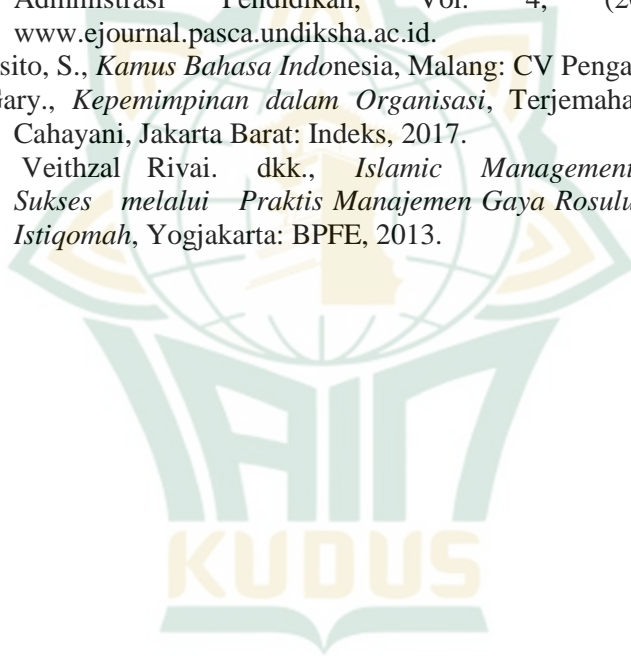 Administrasi Pendidikan, Vol. 4, (20
www.ejournal.pasca.undiksha.ac.id.
sito, S., Kamus Bahasa Indonesia, Malang: CV Penga
Gary., Kepemimpinan dalam Organisasi, Terjemaha
Cahayani, Jakarta Barat: Indeks, 2017.
Veithzal Rivai. dkk., Islamic Management
Sukses melalui Praktis Manajemen Gaya Rosulu
Istiqomah, Yogjakarta: BPFE, 2013.
IAIN
KUDUS